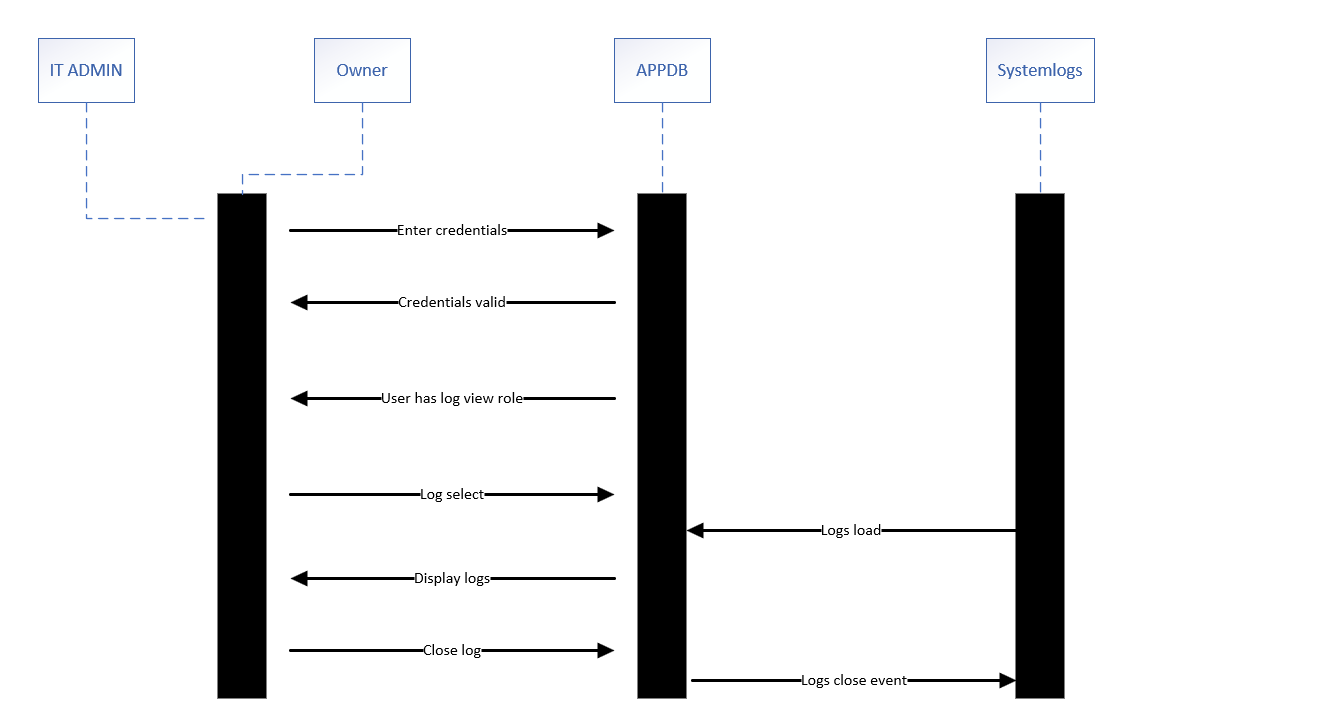 IT ADMIN
Owner
APPDB
Systemlogs
Enter credentials
Credentials valid
User has log view role
Log select
Logs load
Display logs
Close log
Logs close event